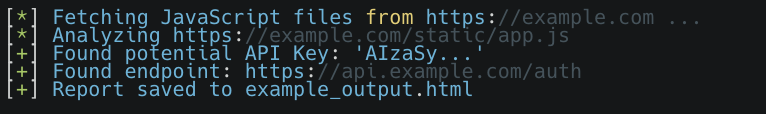 [*] Fetching JavaScript files from https://example.com ...
[*] Analyzing https://example.com/static/app.js
[+] Found potential API Key: 'AIzaSy...'
[+] Found endpoint: https://api.example.com/auth
[+] Report saved to example_output.html